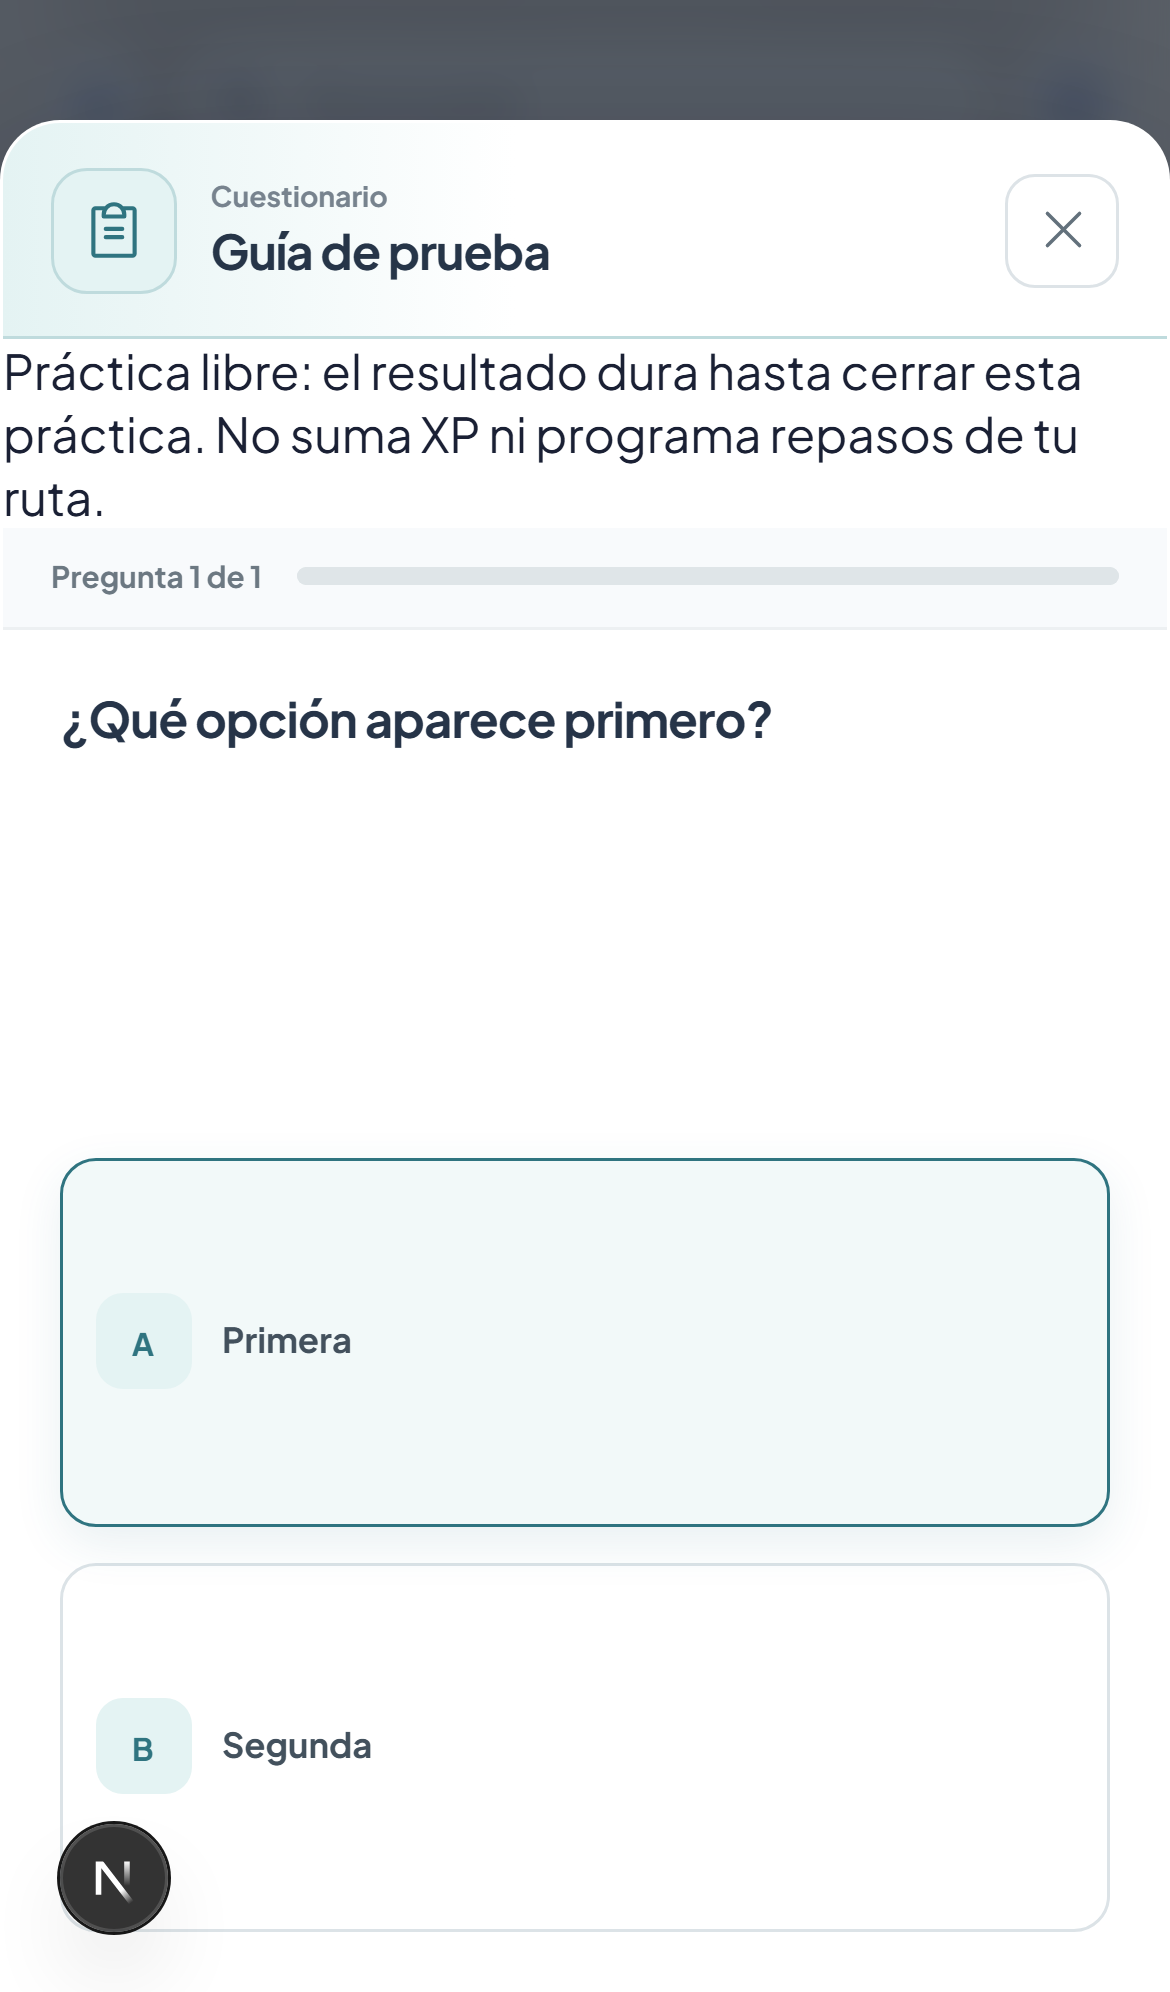 Cuestionario
Guía de prueba
Práctica libre: el resultado dura hasta cerrar esta
práctica. No suma XP ni programa repasos de tu
ruta.
Pregunta 1 de 1
¿Qué opción aparece primero?
A Primera
B Segunda
N